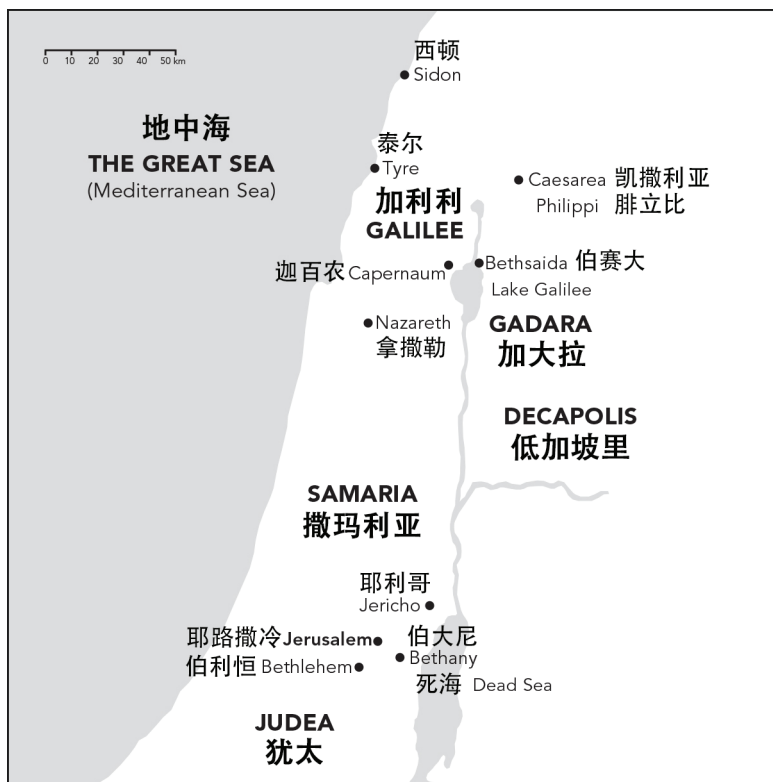 西顿
Sidon
0 10 20 30 40 50 km
地中海
THE GREAT SEA
(Mediterranean Sea)
泰尔
Tyre
加利利
GALILEE
Caesarea 凯撒利亚
Philippi 腓立比
迦百农 Capernaum
Bethsaida 伯赛大
Lake Galilee
Nazareth
拿撒勒
GADARA
加大拉
DECAPOLIS
低加坡里
SAMARIA
撒玛利亚
耶利哥
Jericho
耶路撒冷 Jerusalem
伯利恒 Bethlehem
伯大尼
Bethany
死海 Dead Sea
JUDEA
犹太